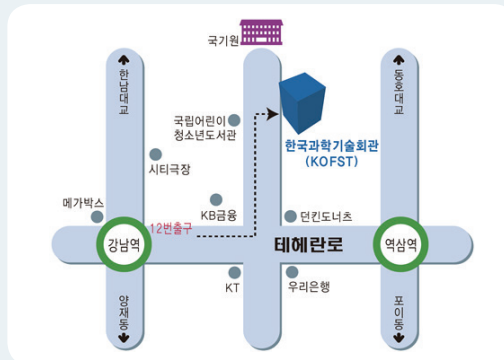 국기원
한남대교
동호대교
국립어린이
청소년도서관
한국과학기술회관
(KOFST)
시티극장
메가박스
KB금융
던킨도너츠
12번출구
강남역
테헤란로
역삼역
KT
우리은행
양재동
포이동